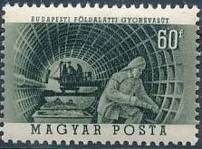 BUDAPESTI FÖLDALATTI GYORSVASÚT
60f
MAGYAR POSTA